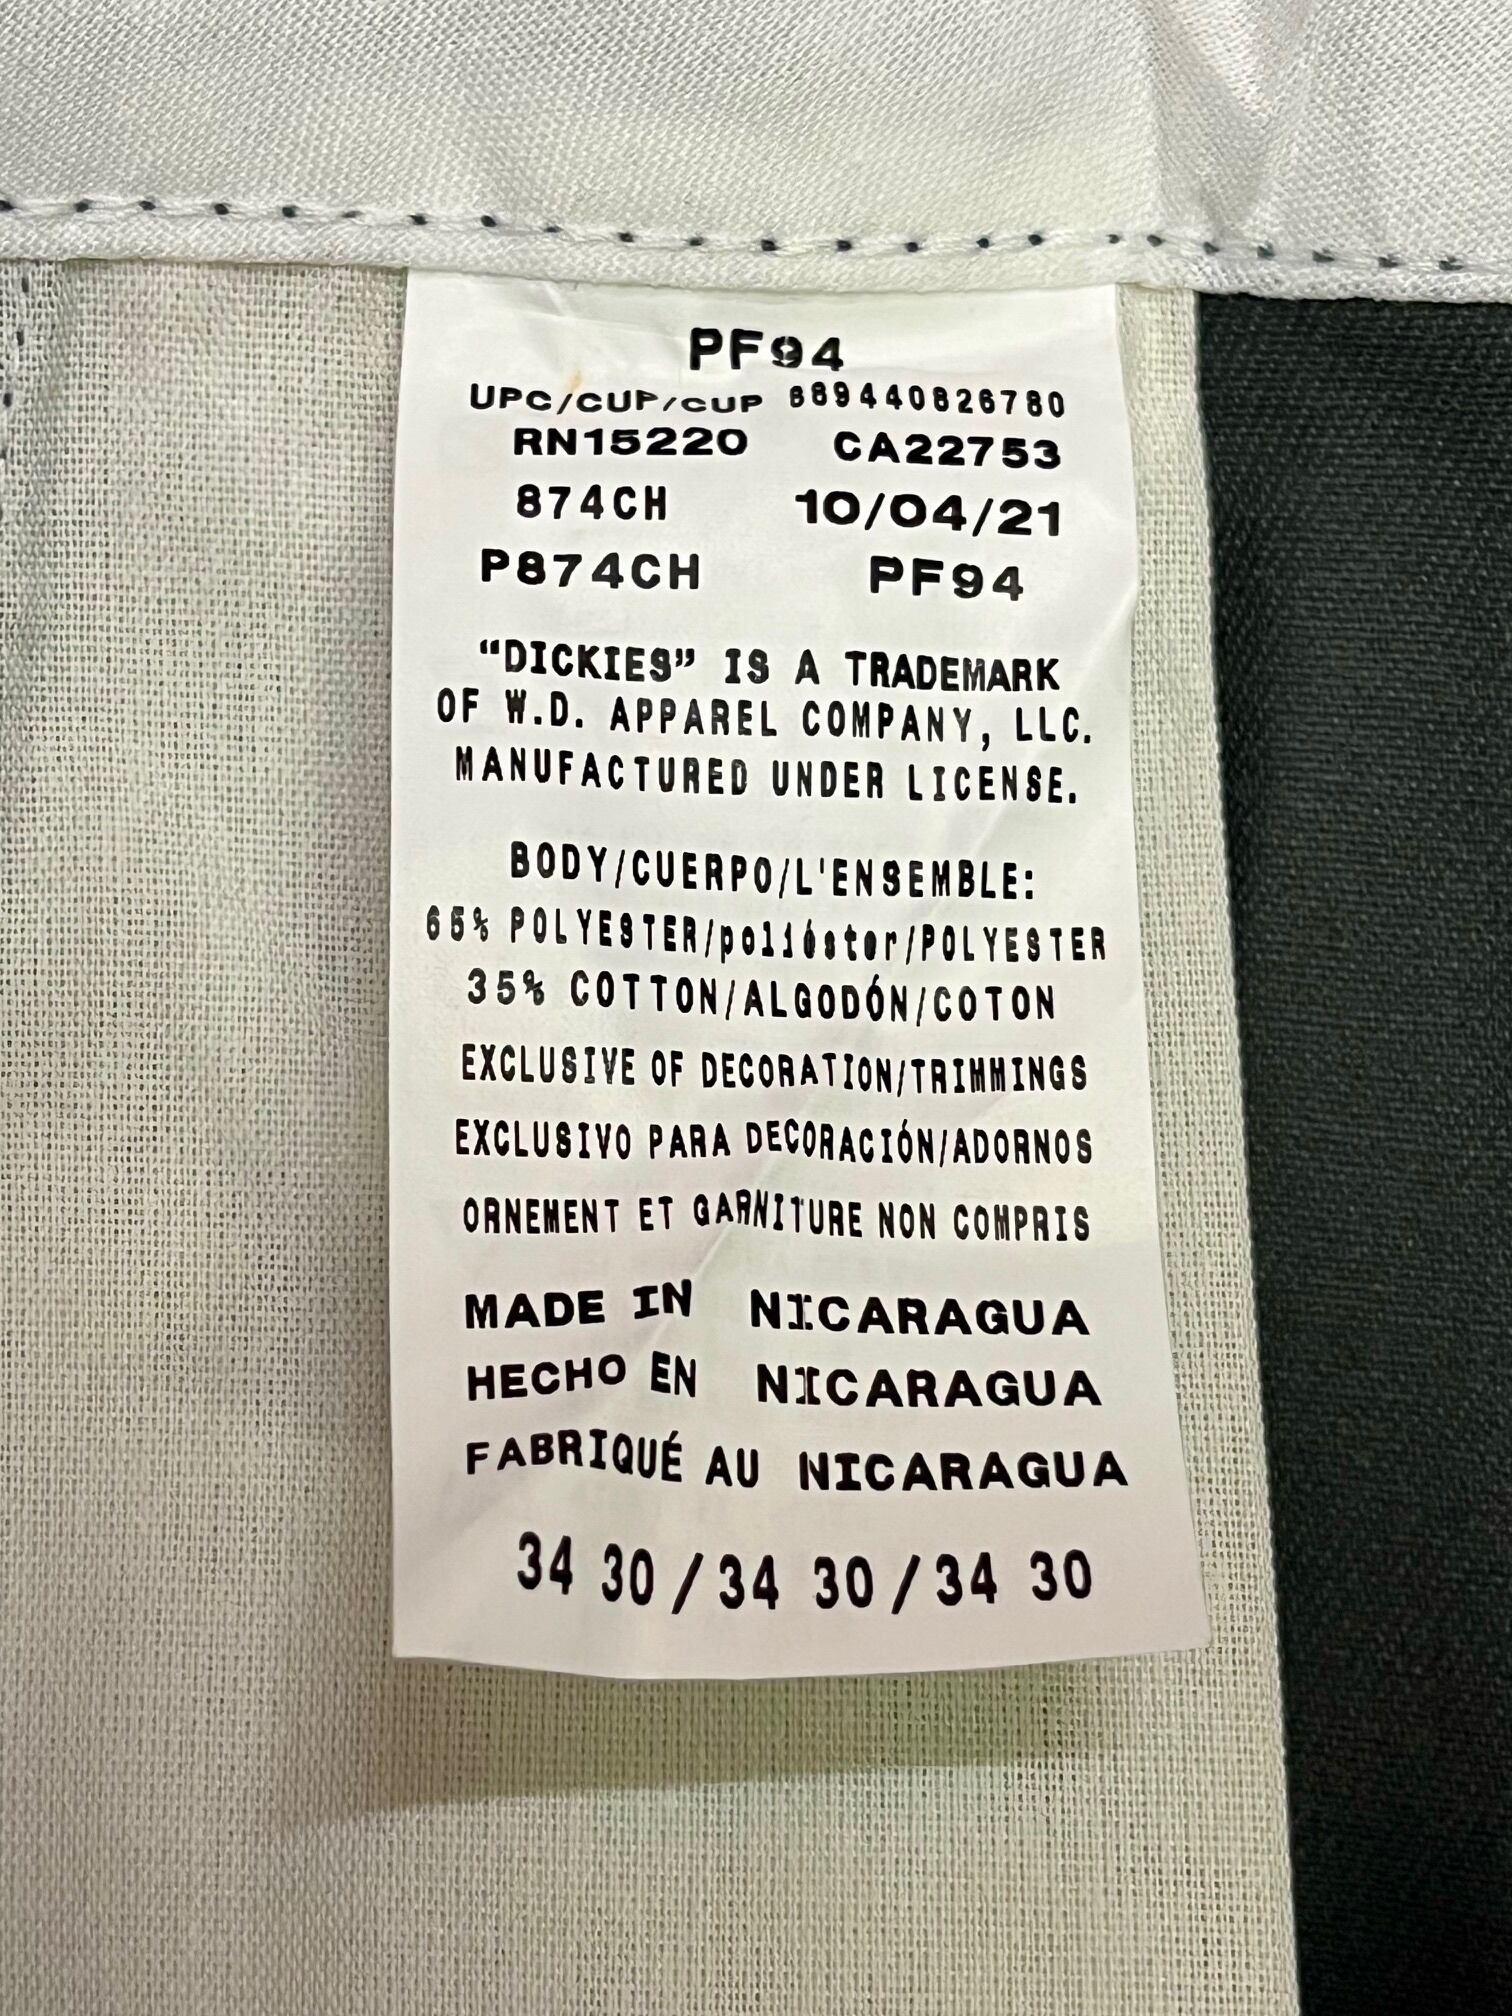 PF94
UPC/CUP/CUP 889440826780
RN15220 CA22753
874CH 10/04/21
P874CH PF94
“DICKIES” IS A TRADEMARK
OF W.D. APPAREL COMPANY, LLC.
MANUFACTURED UNDER LICENSE.
BODY/CUERPO/L'ENSEMBLE:
65% POLYESTER/poliéster/POLYESTER
35% COTTON/ALGODÓN/COTON
EXCLUSIVE OF DECORATION/TRIMMINGS
EXCLUSIVO PARA DECORACIÓN/ADORNOS
ORNEMENT ET GARNITURE NON COMPRIS
MADE IN NICARAGUA
HECHO EN NICARAGUA
FABRIQUÉ AU NICARAGUA
34 30 / 34 30 / 34 30